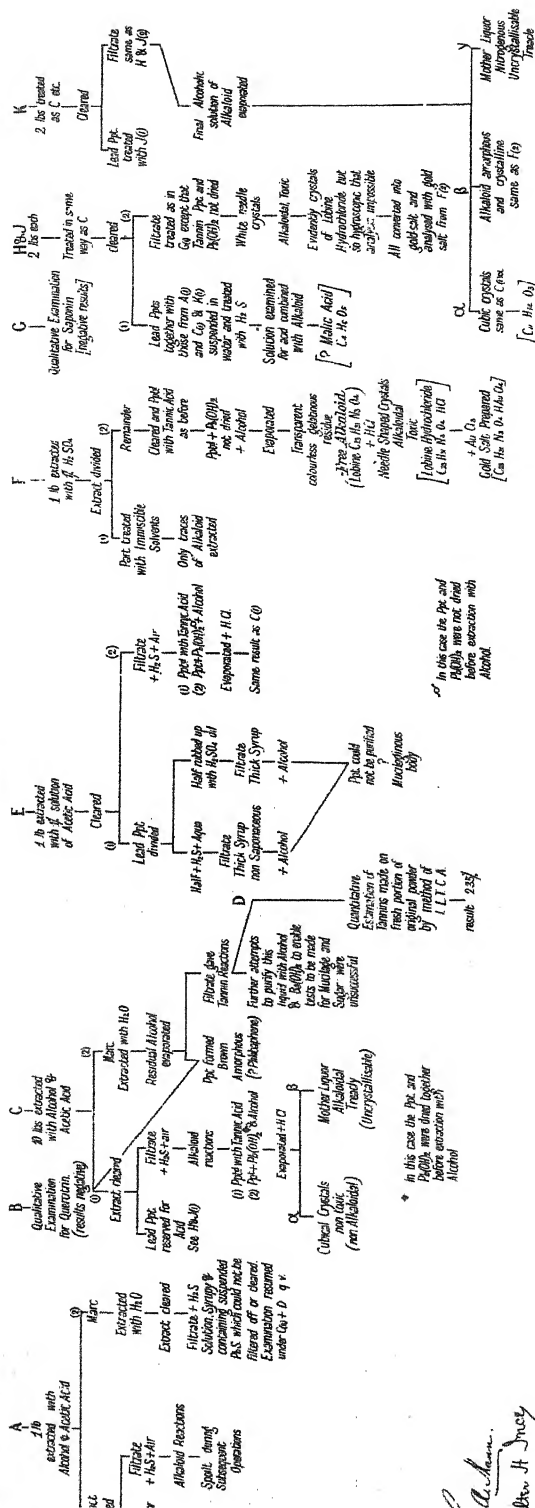 A
1 lb
extracted with
Alcohol & Acetic Acid
Filtrate
+ H₂S + Air
Alkaloid Reactions
Spoilt during
Subsequent
Operations
(2)
Marc
Extracted
with H₂O
Extract cleared
Filtrate + H₂S
Solution, Syrupy &
containing suspended
PbS, which could not be
Filtered off or cleared.
Examination resumed
under C(2) + D q.v.
B
Qualitative
Examination
for Quercitrin,
(results negative)
C
10 lbs extracted
with Alcohol &
Acetic Acid
(1)
Extract cleared
Lead Ppt.
reserved for
Acid
See H&J(1)
Filtrate
+ H₂S + air
Alkaloid
reactions
(1) Pptd with Tannic Acid
(2) Ppt + Pb(OH)₂ * & Alcohol
Evaporated + HCl
α
Cubical Crystals
non toxic
(non Alkaloidal)
β
Mother Liquor
Alkaloidal
Treacly
(Uncrystallisable)
* In this case the Ppt. and
Pb(OH)₂ were dried together
before extraction with
Alcohol
(2)
Marc
Extracted with H₂O
Residual Alcohol
evaporated
Ppt formed
Brown
Amorphous
(? Phlobaphene)
Filtrate gave
Tannin Reactions
Further attempts
to purify this
liquid with Alcohol
& Ba(OH)₂ to enable
tests to be made
for Mucilage and
Sugar were
unsuccessful
D
Quantitative
Estimation of
Tannins made on
Fresh portion of
original powder
by method of
I. L. T. C. A.
result 2.35%
E
1 lb extracted
with
solution
of Acetic Acid
Cleared
(1)
Lead Ppt.
divided
Half + H₂S + Aqua
Filtrate
Thick Syrup
non Saponaceous
+ Alcohol
Half rubbed up
with H₂SO₄ dil
Filtrate
Thick Syrup
+ Alcohol
Ppt. could
not be purified
?
Mucilaginous
body
(2)
Filtrate
+ H₂S + Air
(1) Pptd with Tannic Acid
(2) Ppt + Pb(OH)₂ + Alcohol
Evaporated + HCl
Same result as C(1)
In this case the Ppt. and
Pb(OH)₂ were not dried
before extraction with
Alcohol.
F
1 lb extracted
with
H₂SO₄
Extract divided
(1)
Part treated
with Immiscible
Solvents
Only traces
of Alkaloid
extracted
(2)
Remainder
Cleared and Pptd
with Tannic Acid
as before
Pptd + Pb(OH)₂
not dried
+ Alcohol
Evaporated
Transparent
colourless gelatinous
residue
Free Alkaloid
+ HCl
Needle Shaped Crystals
Alkaloidal
Toxic
Lobine Hydrochloride
Gold Salt Prepared
G
Qualitative Examination
for Saponin
[negative results]
H & J
2 lbs each
Treated in same
way as C
cleared
(1)
Lead Ppts
together with
those from A(1)
and C(1) & K(1)
suspended in
water and treated
with H₂S
Solution examined
for acid combined
with Alkaloid
[? Malic Acid]
(2)
Filtrate
treated as in
C(1) except that
Tannin Ppt. and
Pb(OH)₂ not dried
White needle
crystals
Alkaloidal, Toxic
Evidently crystals
of Lobine
Hydrochloride but
so hygroscopic that
analysis impossible
All converted into
gold salt and
analysed with gold
salt from F(2)
K
2 lbs treated
as C etc.
Cleared
Lead Ppt.
treated
with J(1)
Filtrate
same as
H & J(2)
Final Alcoholic
solution of
Alkaloid
evaporated
α
Cubic crystals
same as C(1)α
β
Alkaloid amorphous
and crystalline
same as F(2)
γ
Mother Liquor
Nitrogenous
Uncrystallisable
Treacle